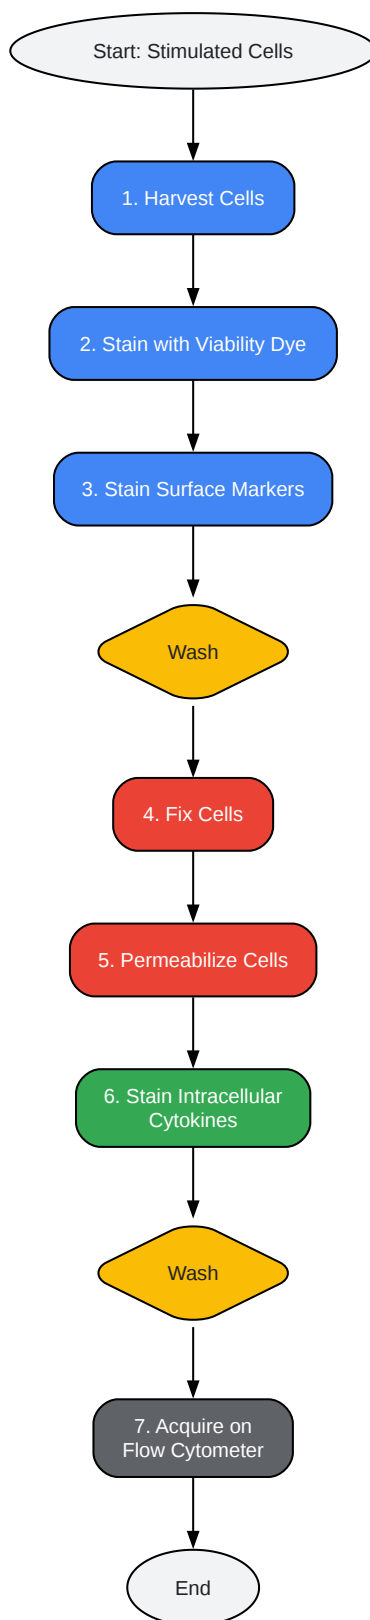 Start: Stimulated Cells
1. Harvest Cells
2. Stain with Viability Dye
3. Stain Surface Markers
Wash
4. Fix Cells
5. Permeabilize Cells
6. Stain Intracellular
Cytokines
Wash
7. Acquire on
Flow Cytometer
End